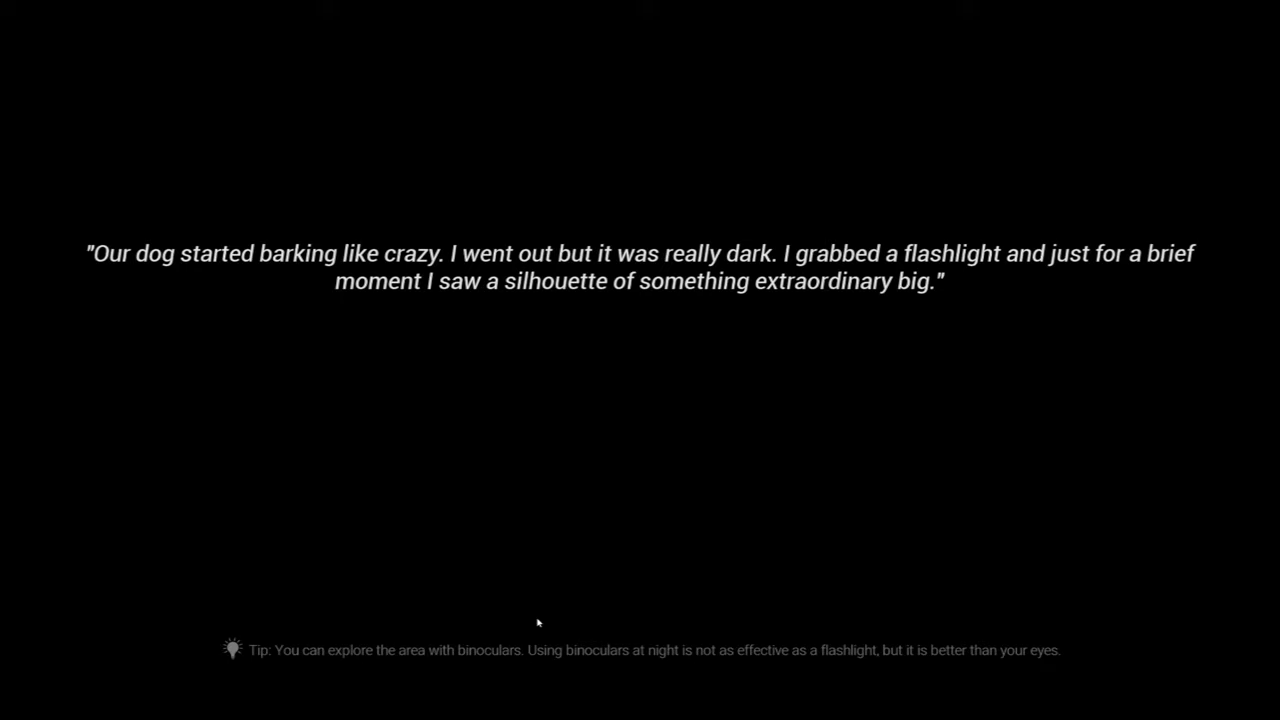 "Our dog started barking like crazy. I went out but it was really dark. I grabbed a flashlight and just for a brief
moment I saw a silhouette of something extraordinary big."
Tip: You can explore the area with binoculars. Using binoculars at night is not as effective as a flashlight, but it is better than your eyes.